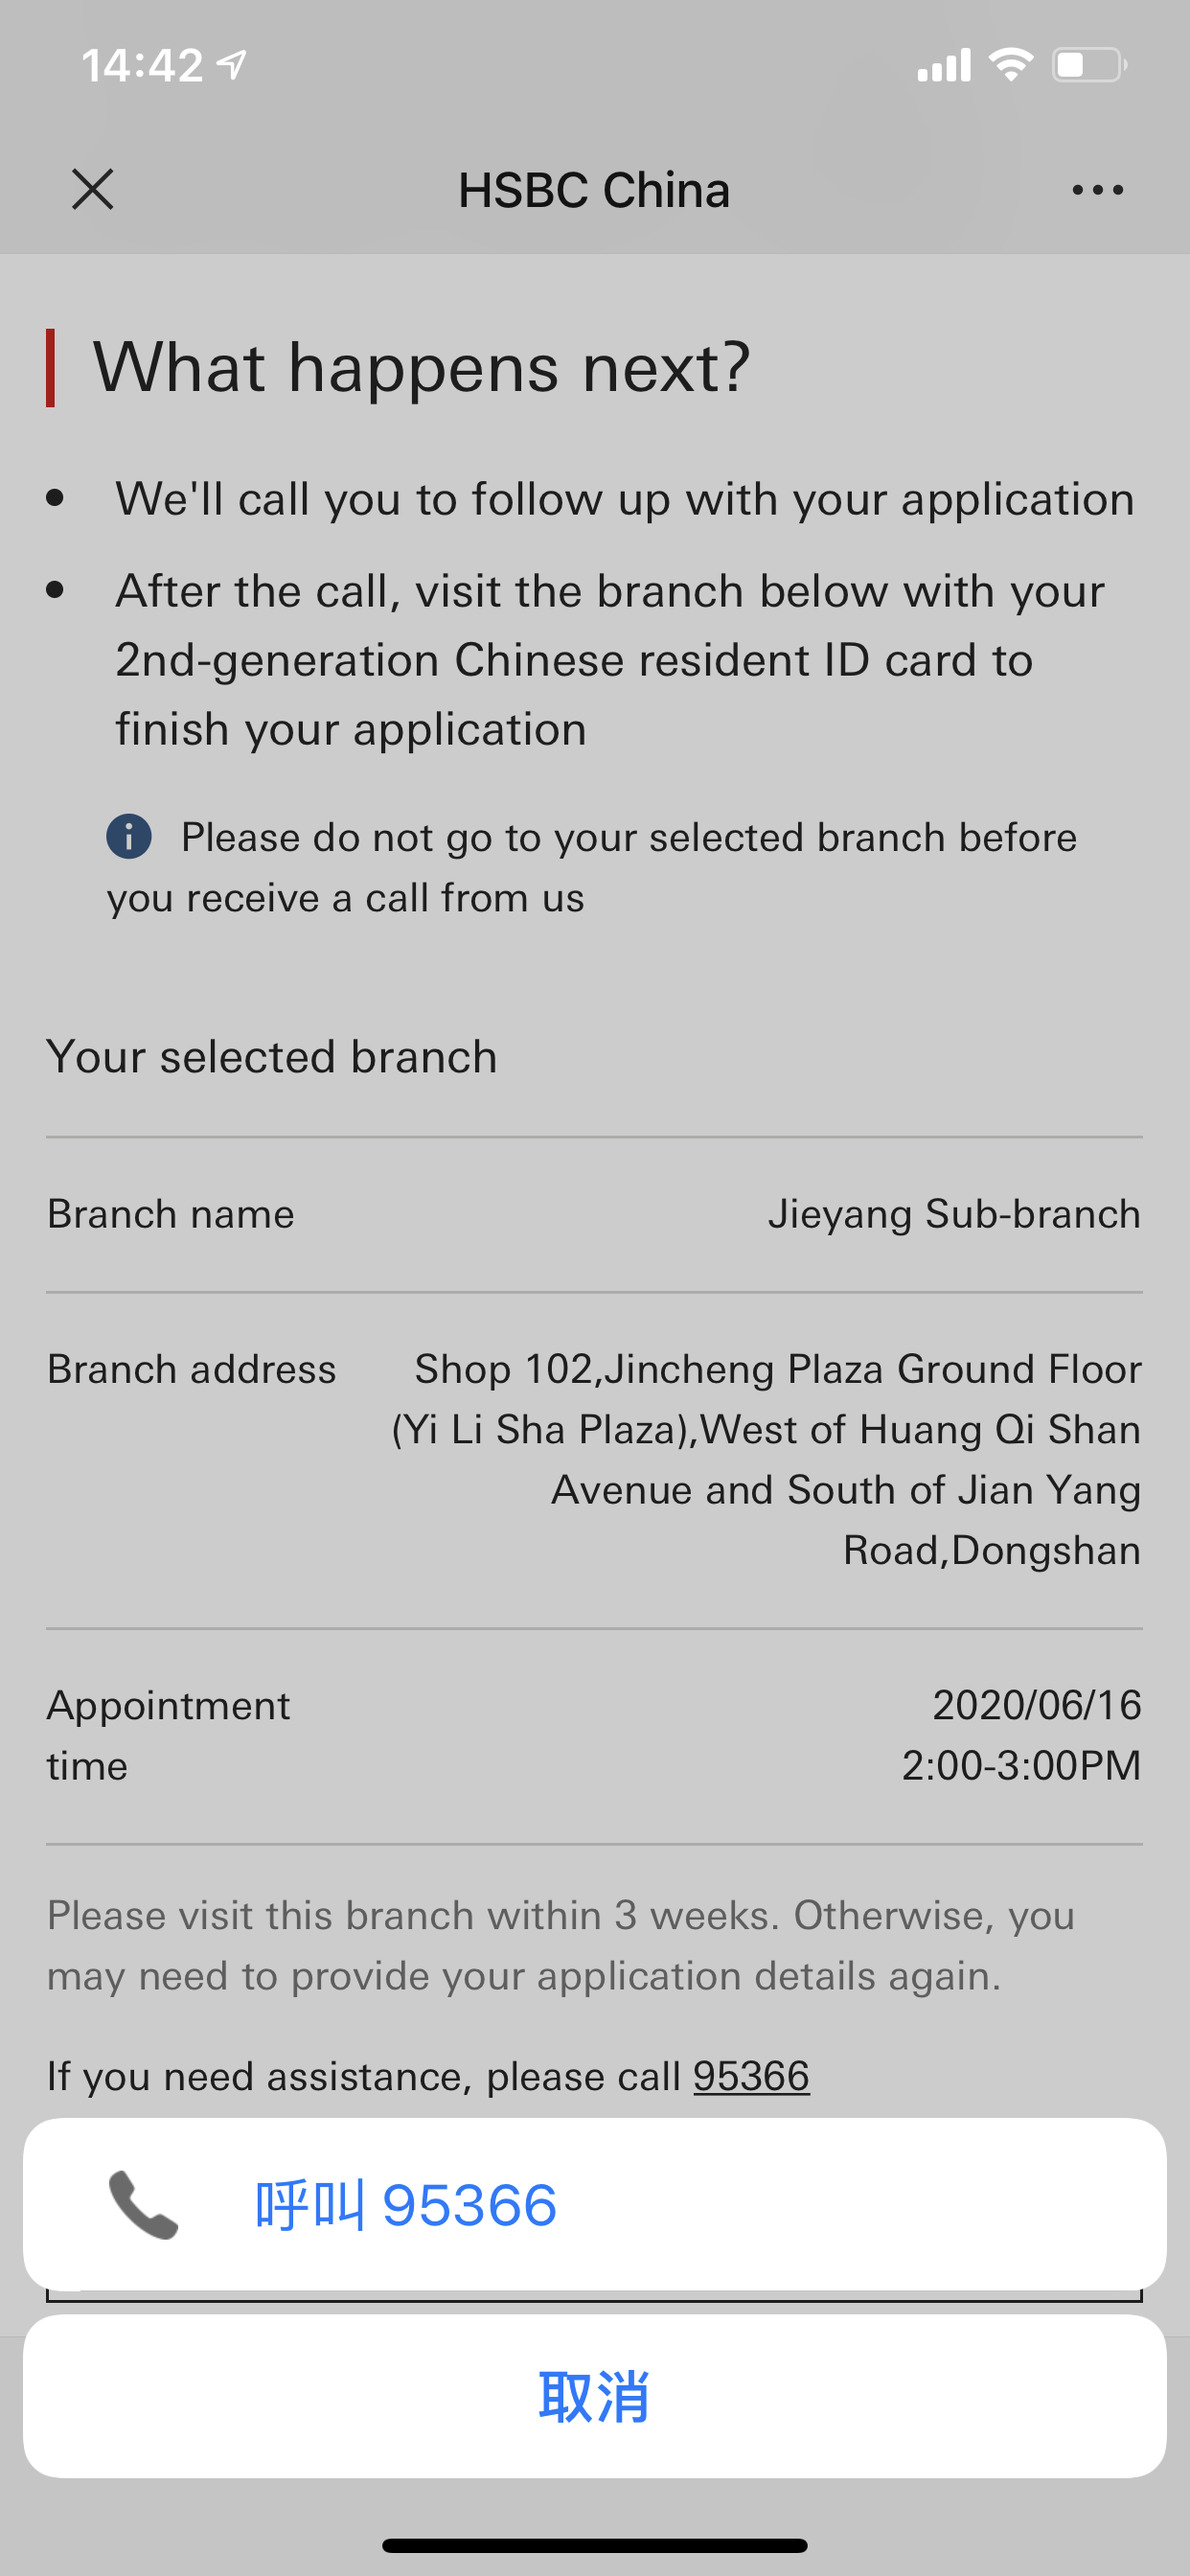 14:42
HSBC China
What happens next?
• We'll call you to follow up with your application
• After the call, visit the branch below with your
2nd-generation Chinese resident ID card to
finish your application
Please do not go to your selected branch before
you receive a call from us
Your selected branch
Branch name Jieyang Sub-branch
Branch address Shop 102,Jincheng Plaza Ground Floor
(Yi Li Sha Plaza),West of Huang Qi Shan
Avenue and South of Jian Yang
Road,Dongshan
Appointment 2020/06/16
time 2:00-3:00PM
Please visit this branch within 3 weeks. Otherwise, you
may need to provide your application details again.
If you need assistance, please call 95366
呼叫 95366
取消